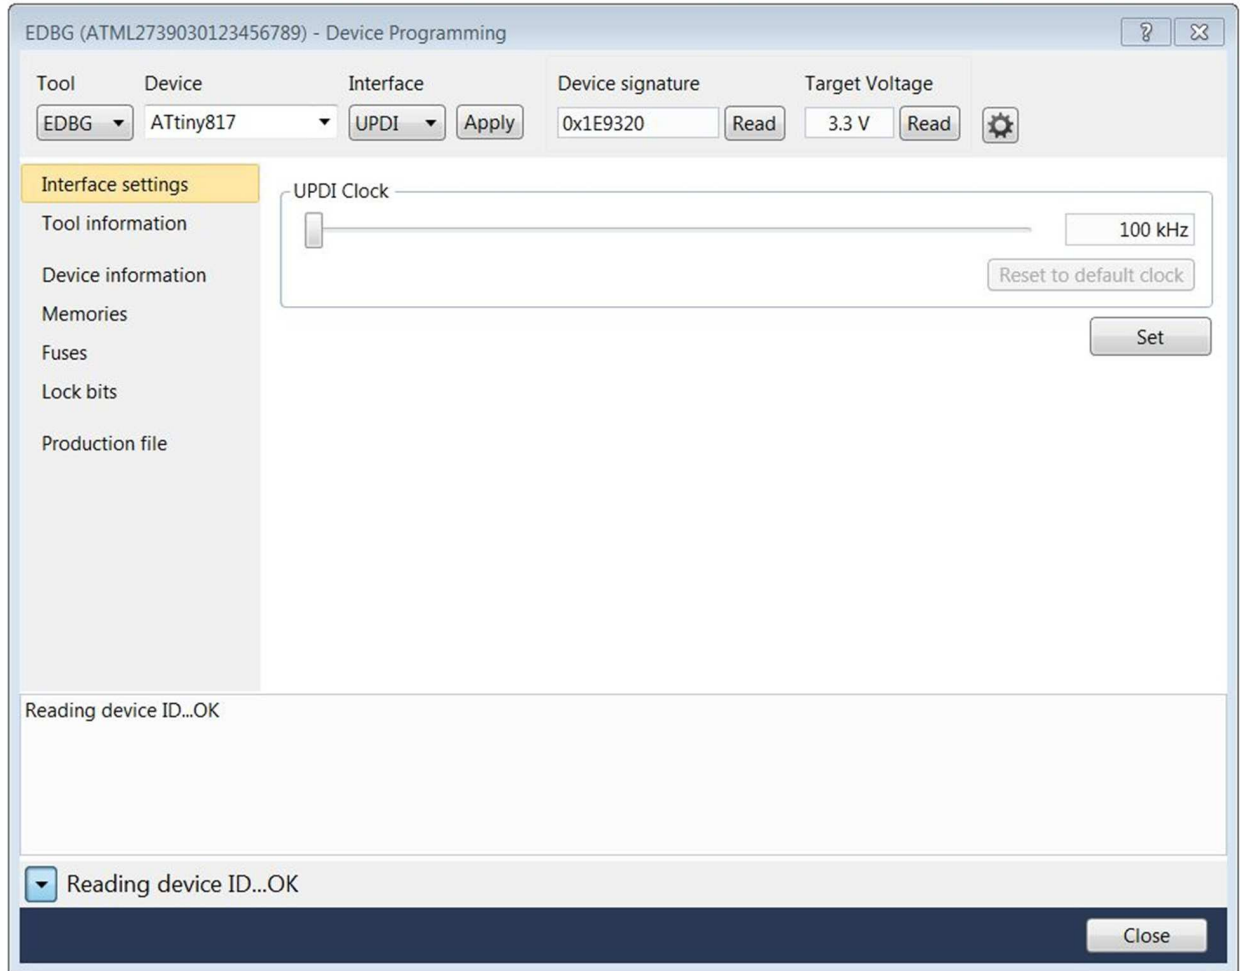 EDBG (ATML2739030123456789) - Device Programming
Tool Device Interface Device signature Target Voltage
EDBG ATtiny817 UPDI Apply 0x1E9320 Read 3.3 V Read
Interface settings
Tool information
Device information
Memories
Fuses
Lock bits
Production file
UPDI Clock
100 kHz
Reset to default clock
Set
Reading device ID...OK
Reading device ID...OK
Close